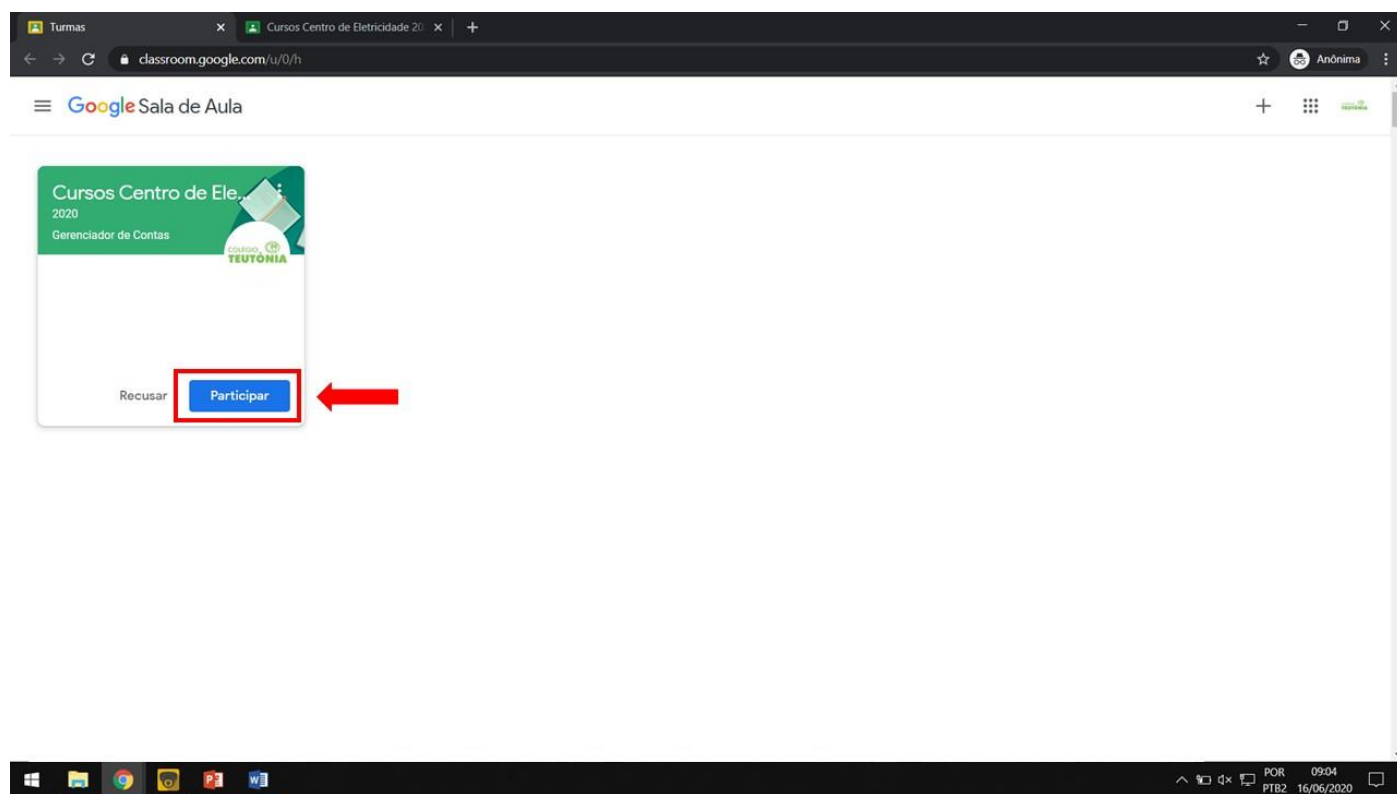 Turmas
Cursos Centro de Eletricidade 20
classroom.google.com/u/0/h
Anônima
Google Sala de Aula
Cursos Centro de Ele...
2020
Gerenciador de Contas
COLÉGIO
TEUTÔNIA
Recusar
Participar
POR
09:04
PTB2
16/06/2020